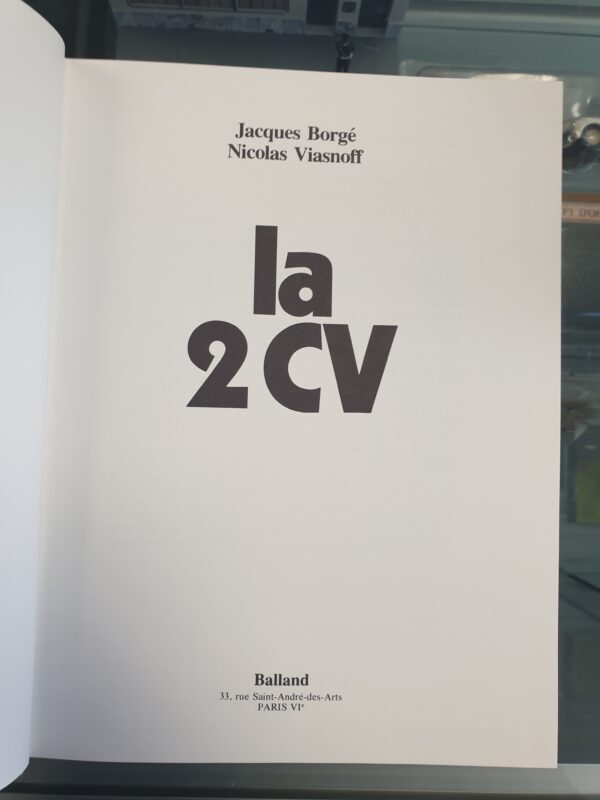 Jacques Borgé
Nicolas Viasnoff
la
2 CV
Balland
33, rue Saint-André-des-Arts
PARIS VIᵉ